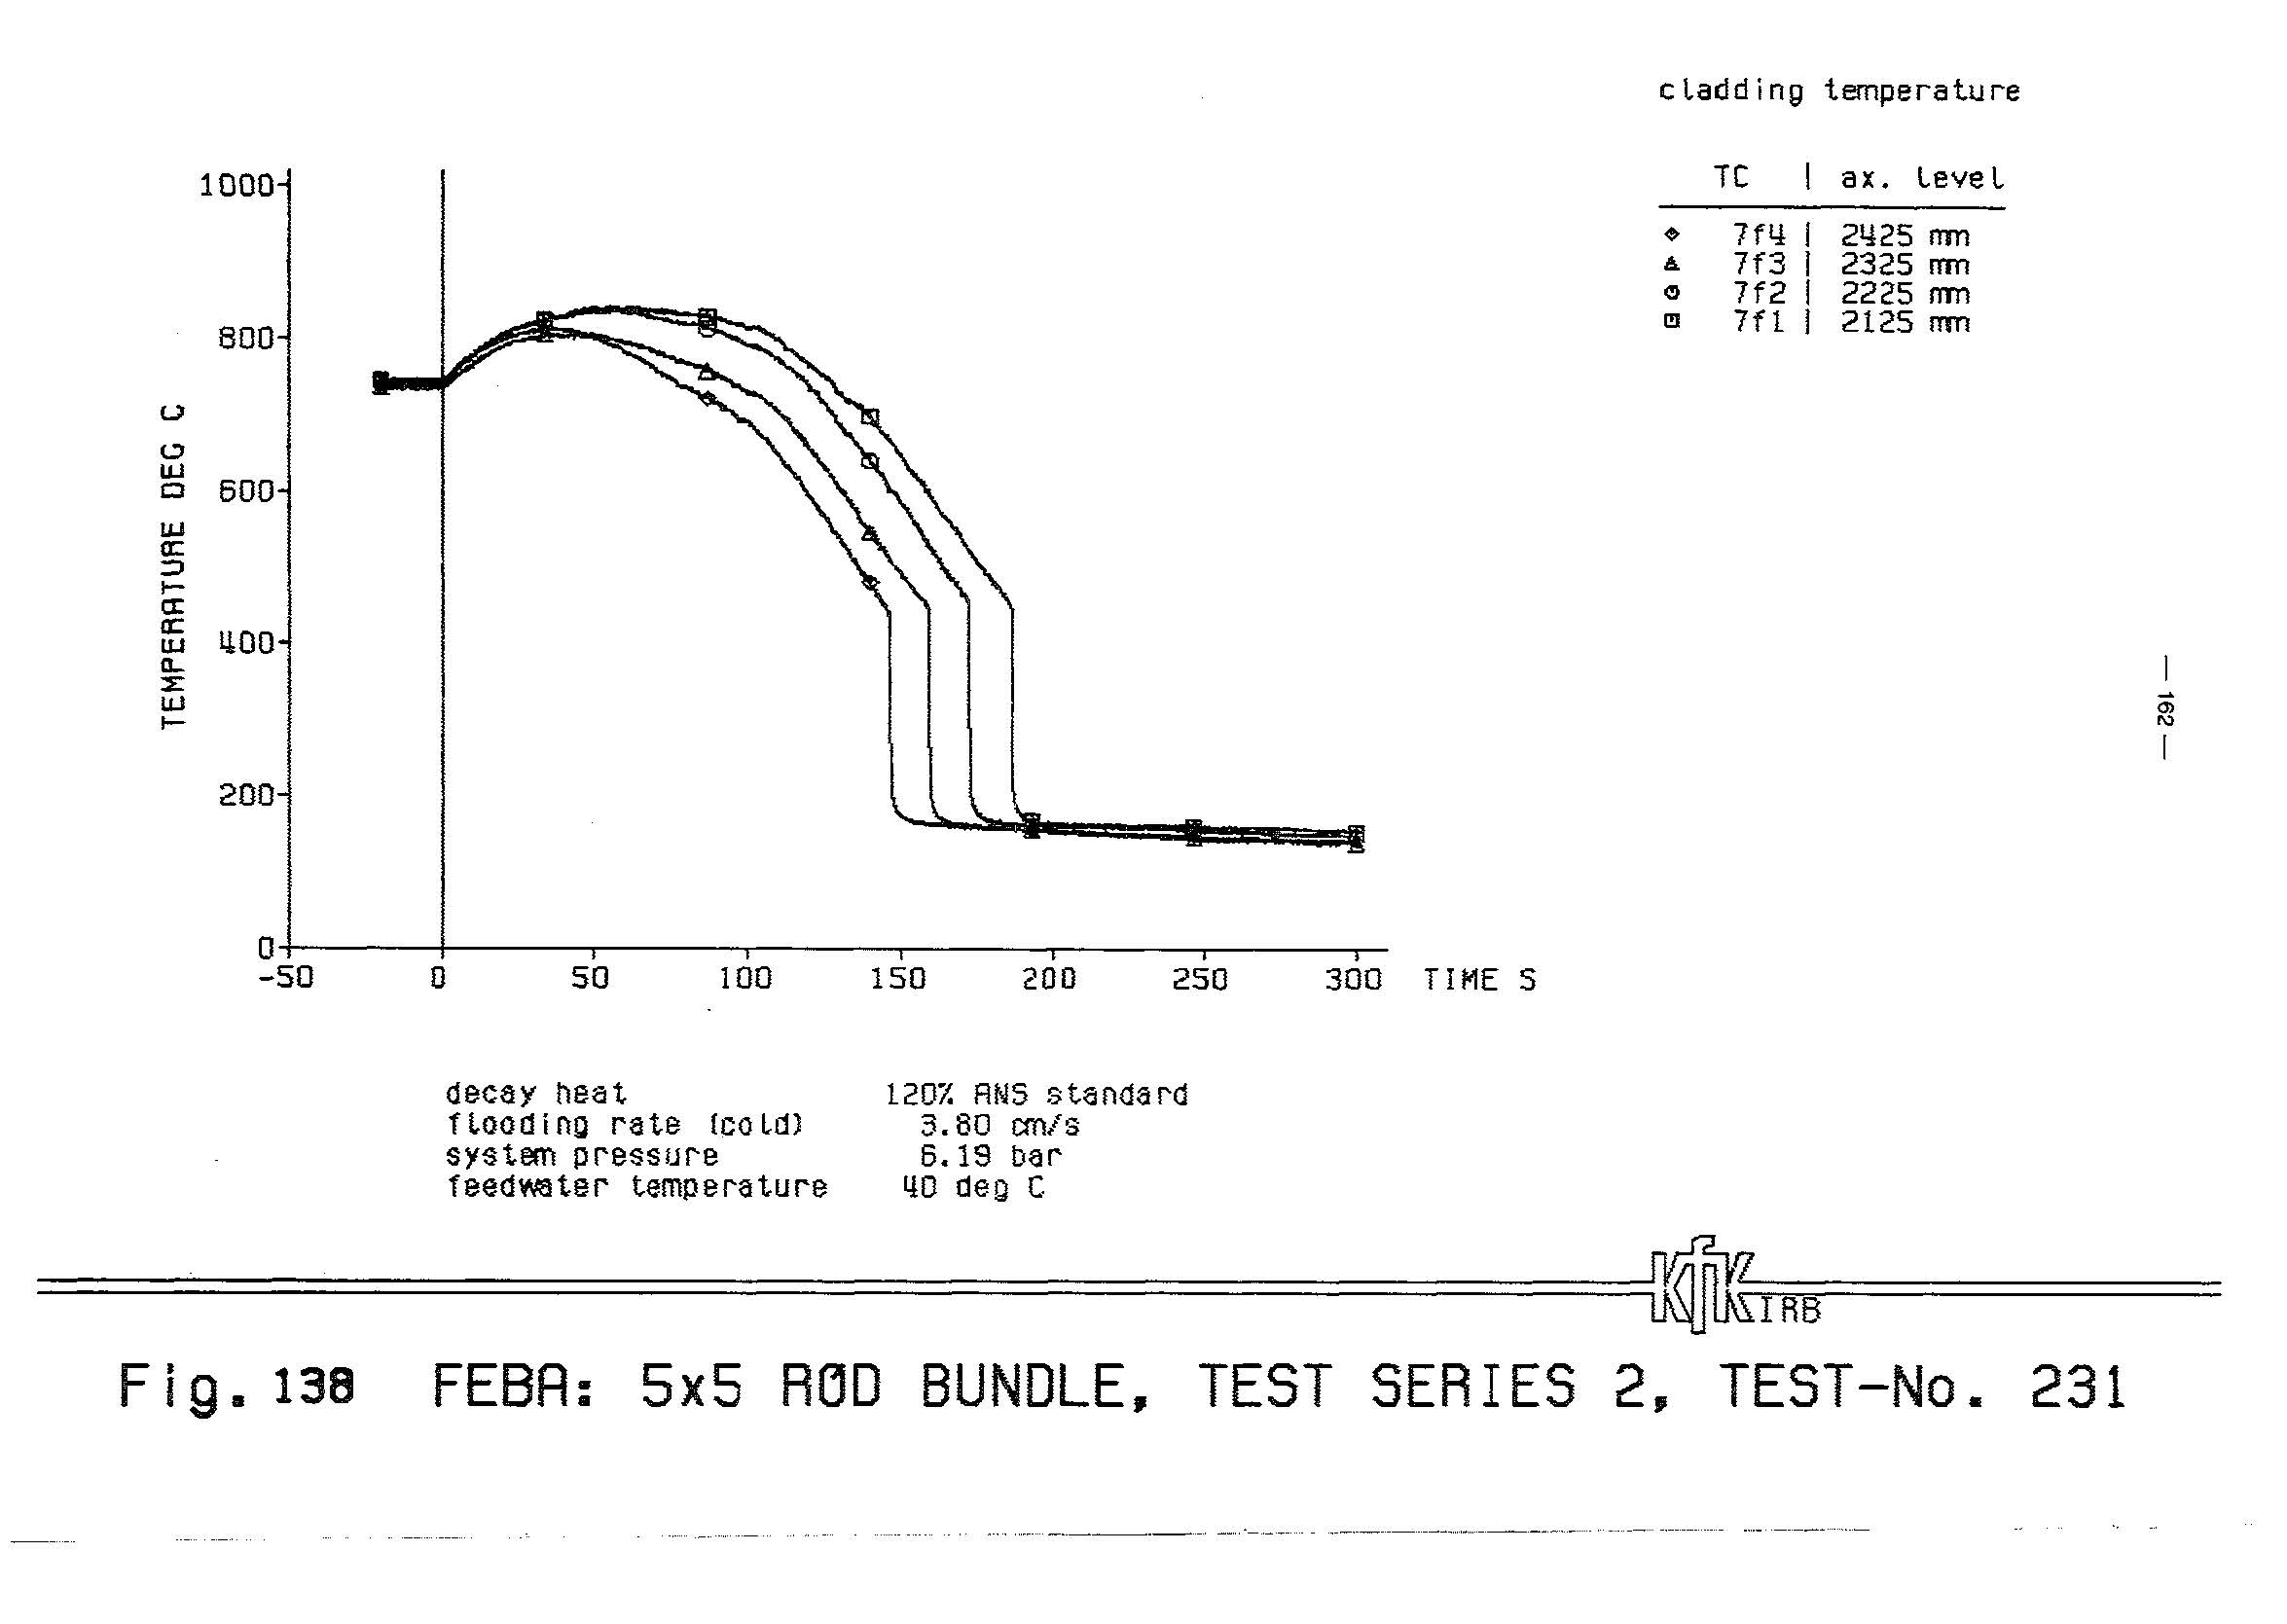 cladding temperature
TC | ax. level
7f4 | 2425 mm
7f3 | 2325 mm
7f2 | 2225 mm
7f1 | 2125 mm
TEMPERATURE DEG C
1000
800
600
400
200
0
-50 0 50 100 150 200 250 300 TIME S
— 162 —
decay heat 120% ANS standard
flooding rate (cold) 3.80 cm/s
system pressure 6.19 bar
feedwater temperature 40 deg C
KfK IRB
Fig. 138 FEBA: 5x5 RØD BUNDLE, TEST SERIES 2, TEST-No. 231